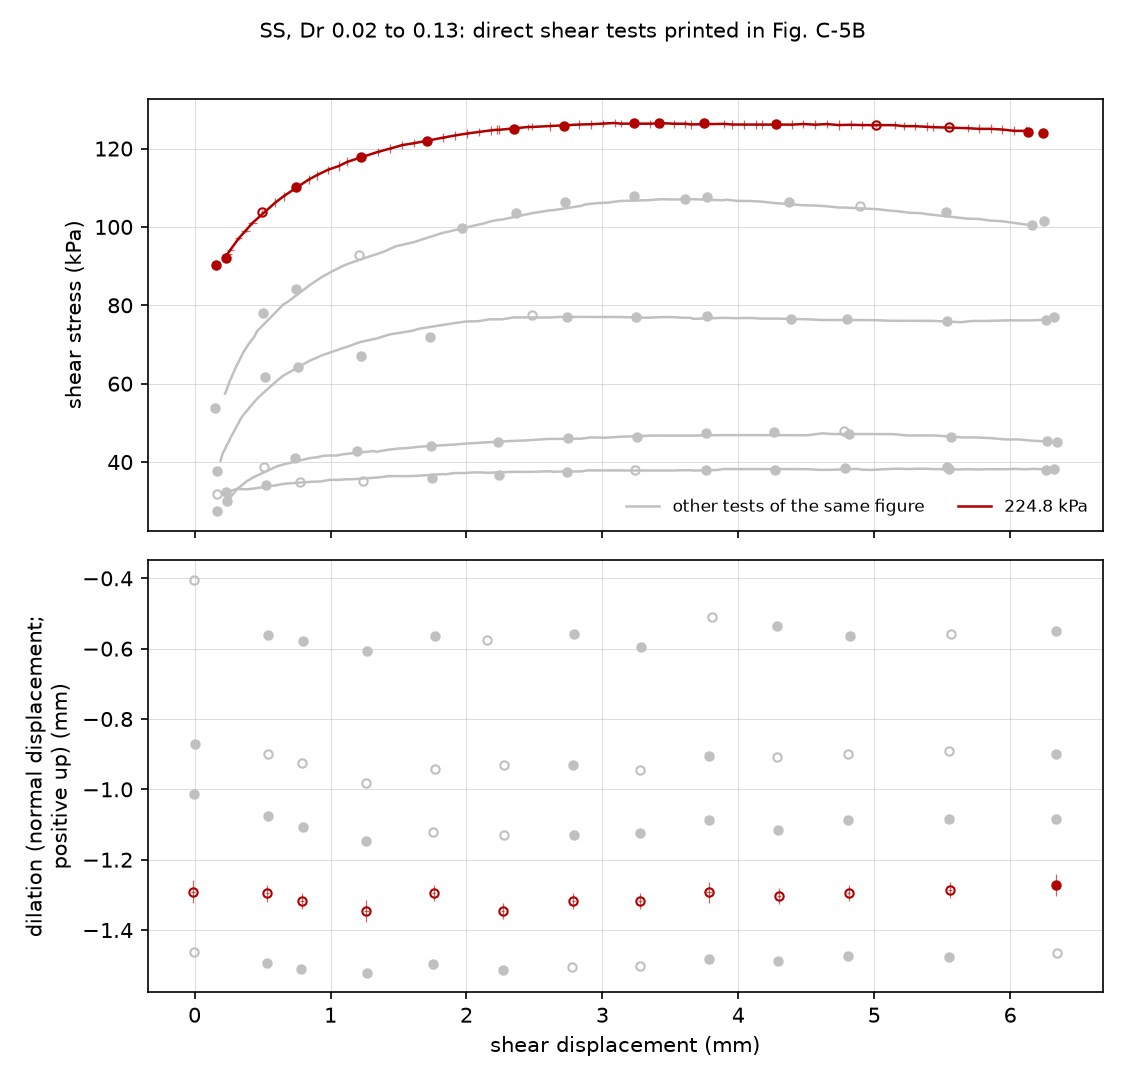 SS, Dr 0.02 to 0.13: direct shear tests printed in Fig. C-5B
120
100
80
60
40
shear stress (kPa)
other tests of the same figure
224.8 kPa
−0.4
−0.6
−0.8
−1.0
−1.2
−1.4
dilation (normal displacement;
positive up) (mm)
0 1 2 3 4 5 6
shear displacement (mm)